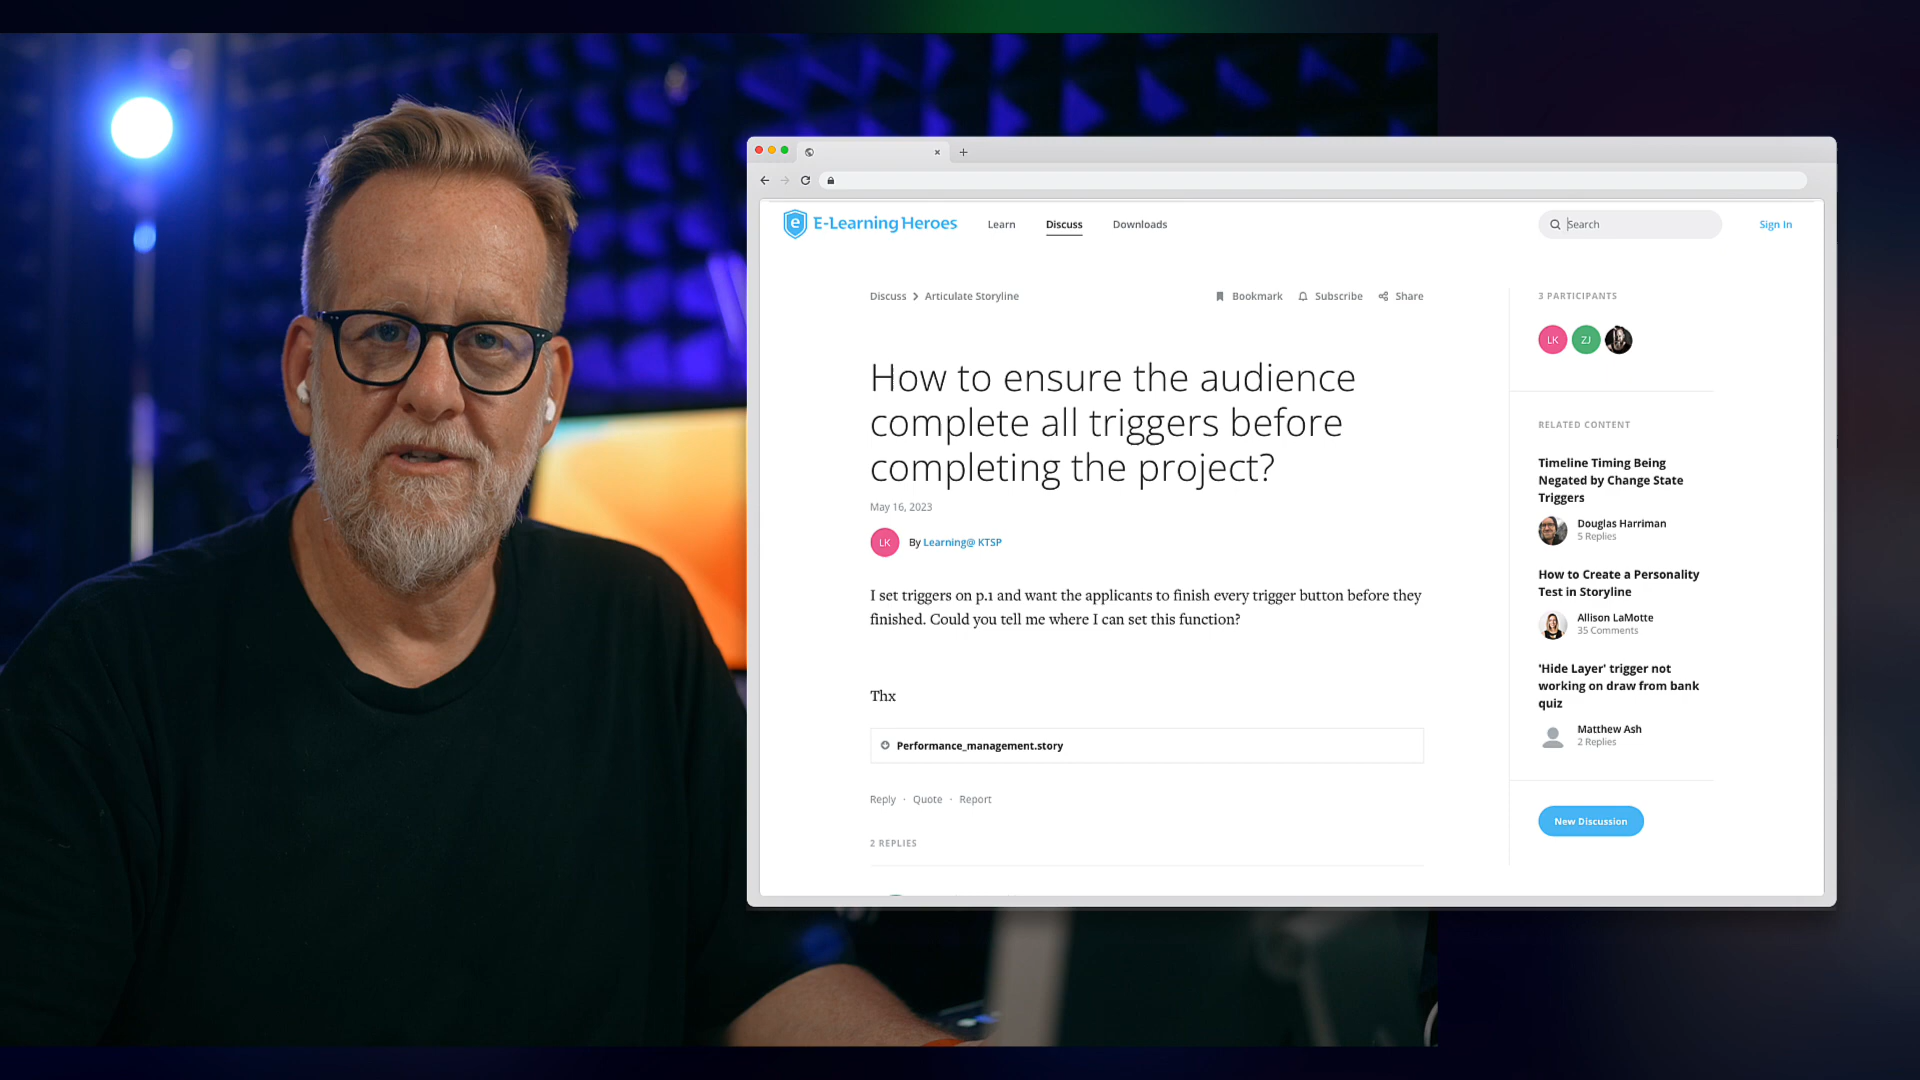 E-Learning Heroes
Learn
Discuss
Downloads
Search
Sign In
Discuss
Articulate Storyline
Bookmark
Subscribe
Share
How to ensure the audience
complete all triggers before
completing the project?
May 16, 2023
LK
By Learning@ KTSP
I set triggers on p.1 and want the applicants to finish every trigger button before they
finished. Could you tell me where I can set this function?
Thx
Performance_management.story
Reply · Quote · Report
2 REPLIES
3 PARTICIPANTS
LK
ZJ
RELATED CONTENT
Timeline Timing Being
Negated by Change State
Triggers
Douglas Harriman
5 Replies
How to Create a Personality
Test in Storyline
Allison LaMotte
35 Comments
'Hide Layer' trigger not
working on draw from bank
quiz
Matthew Ash
2 Replies
New Discussion